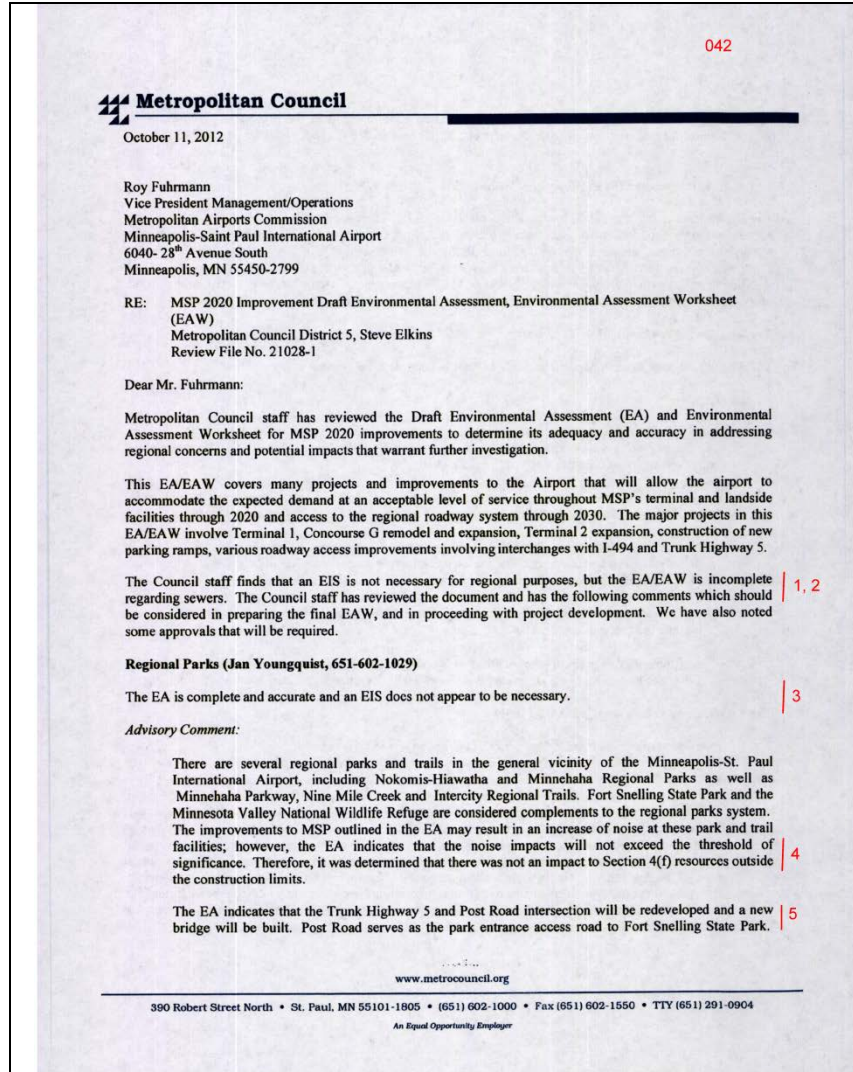 042
Metropolitan Council
October 11, 2012
Roy Fuhrmann
Vice President Management/Operations
Metropolitan Airports Commission
Minneapolis-Saint Paul International Airport
6040- 28th Avenue South
Minneapolis, MN 55450-2799
RE: MSP 2020 Improvement Draft Environmental Assessment, Environmental Assessment Worksheet
(EAW)
Metropolitan Council District 5, Steve Elkins
Review File No. 21028-1
Dear Mr. Fuhrmann:
Metropolitan Council staff has reviewed the Draft Environmental Assessment (EA) and Environmental
Assessment Worksheet for MSP 2020 improvements to determine its adequacy and accuracy in addressing
regional concerns and potential impacts that warrant further investigation.
This EA/EAW covers many projects and improvements to the Airport that will allow the airport to
accommodate the expected demand at an acceptable level of service throughout MSP's terminal and landside
facilities through 2020 and access to the regional roadway system through 2030. The major projects in this
EA/EAW involve Terminal 1, Concourse G remodel and expansion, Terminal 2 expansion, construction of new
parking ramps, various roadway access improvements involving interchanges with I-494 and Trunk Highway 5.
The Council staff finds that an EIS is not necessary for regional purposes, but the EA/EAW is incomplete
regarding sewers. The Council staff has reviewed the document and has the following comments which should 1, 2
be considered in preparing the final EAW, and in proceeding with project development. We have also noted
some approvals that will be required.
Regional Parks (Jan Youngquist, 651-602-1029)
The EA is complete and accurate and an EIS does not appear to be necessary. 3
Advisory Comment:
There are several regional parks and trails in the general vicinity of the Minneapolis-St. Paul
International Airport, including Nokomis-Hiawatha and Minnehaha Regional Parks as well as
Minnehaha Parkway, Nine Mile Creek and Intercity Regional Trails. Fort Snelling State Park and the
Minnesota Valley National Wildlife Refuge are considered complements to the regional parks system.
The improvements to MSP outlined in the EA may result in an increase of noise at these park and trail
facilities; however, the EA indicates that the noise impacts will not exceed the threshold of
significance. Therefore, it was determined that there was not an impact to Section 4(f) resources outside 4
the construction limits.
The EA indicates that the Trunk Highway 5 and Post Road intersection will be redeveloped and a new 5
bridge will be built. Post Road serves as the park entrance access road to Fort Snelling State Park.
www.metrocouncil.org
390 Robert Street North • St. Paul, MN 55101-1805 • (651) 602-1000 • Fax (651) 602-1550 • TTY (651) 291-0904
An Equal Opportunity Employer